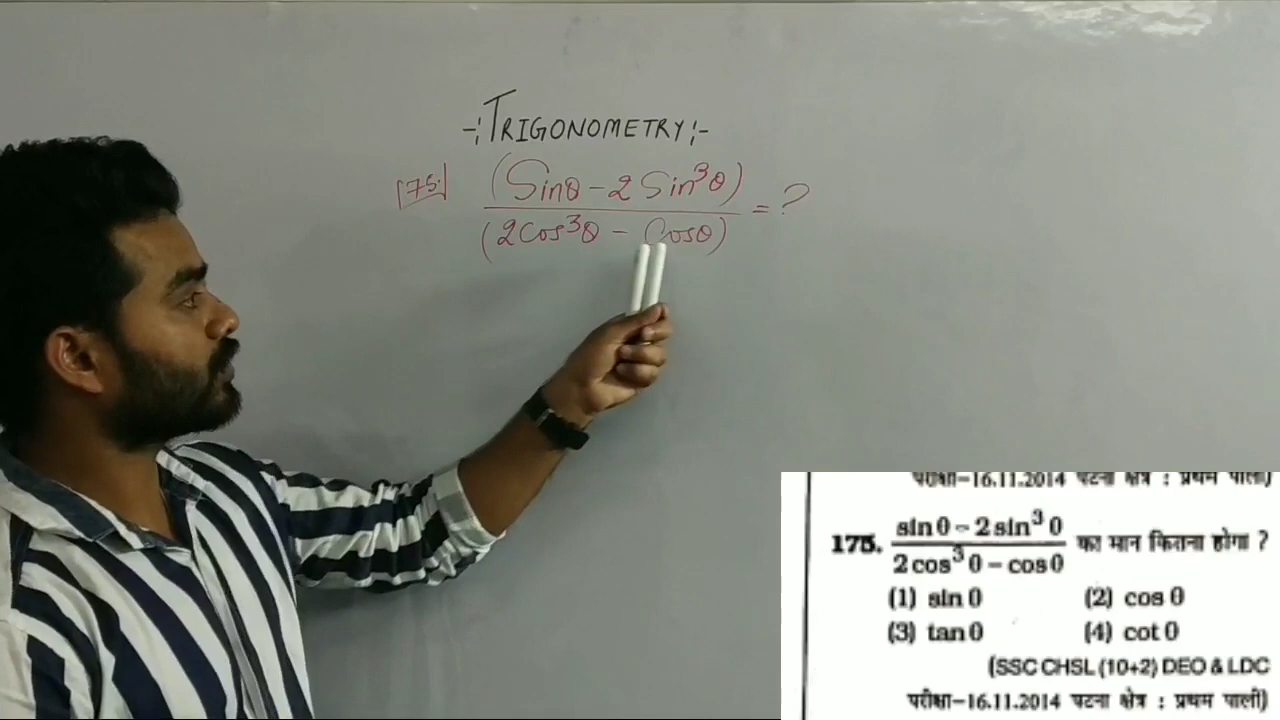 -:TRIGONOMETRY:-
175. (Sinθ - 2 Sin³θ)
(2Cos³θ - Cosθ) = ?
परीक्षा–16.11.2014 पटना क्षेत्र : प्रथम पाली)
175. sin θ – 2 sin³ θ
2 cos³ θ – cos θ का मान कितना होगा ?
(1) sin θ (2) cos θ
(3) tan θ (4) cot θ
(SSC CHSL (10+2) DEO & LDC
परीक्षा–16.11.2014 पटना क्षेत्र : प्रथम पाली)